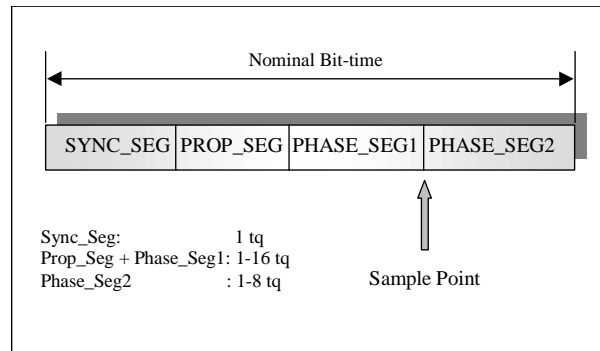 Nominal Bit-time
SYNC_SEG PROP_SEG PHASE_SEG1 PHASE_SEG2
Sync_Seg: 1 tq
Prop_Seg + Phase_Seg1: 1-16 tq
Phase_Seg2 : 1-8 tq
Sample Point